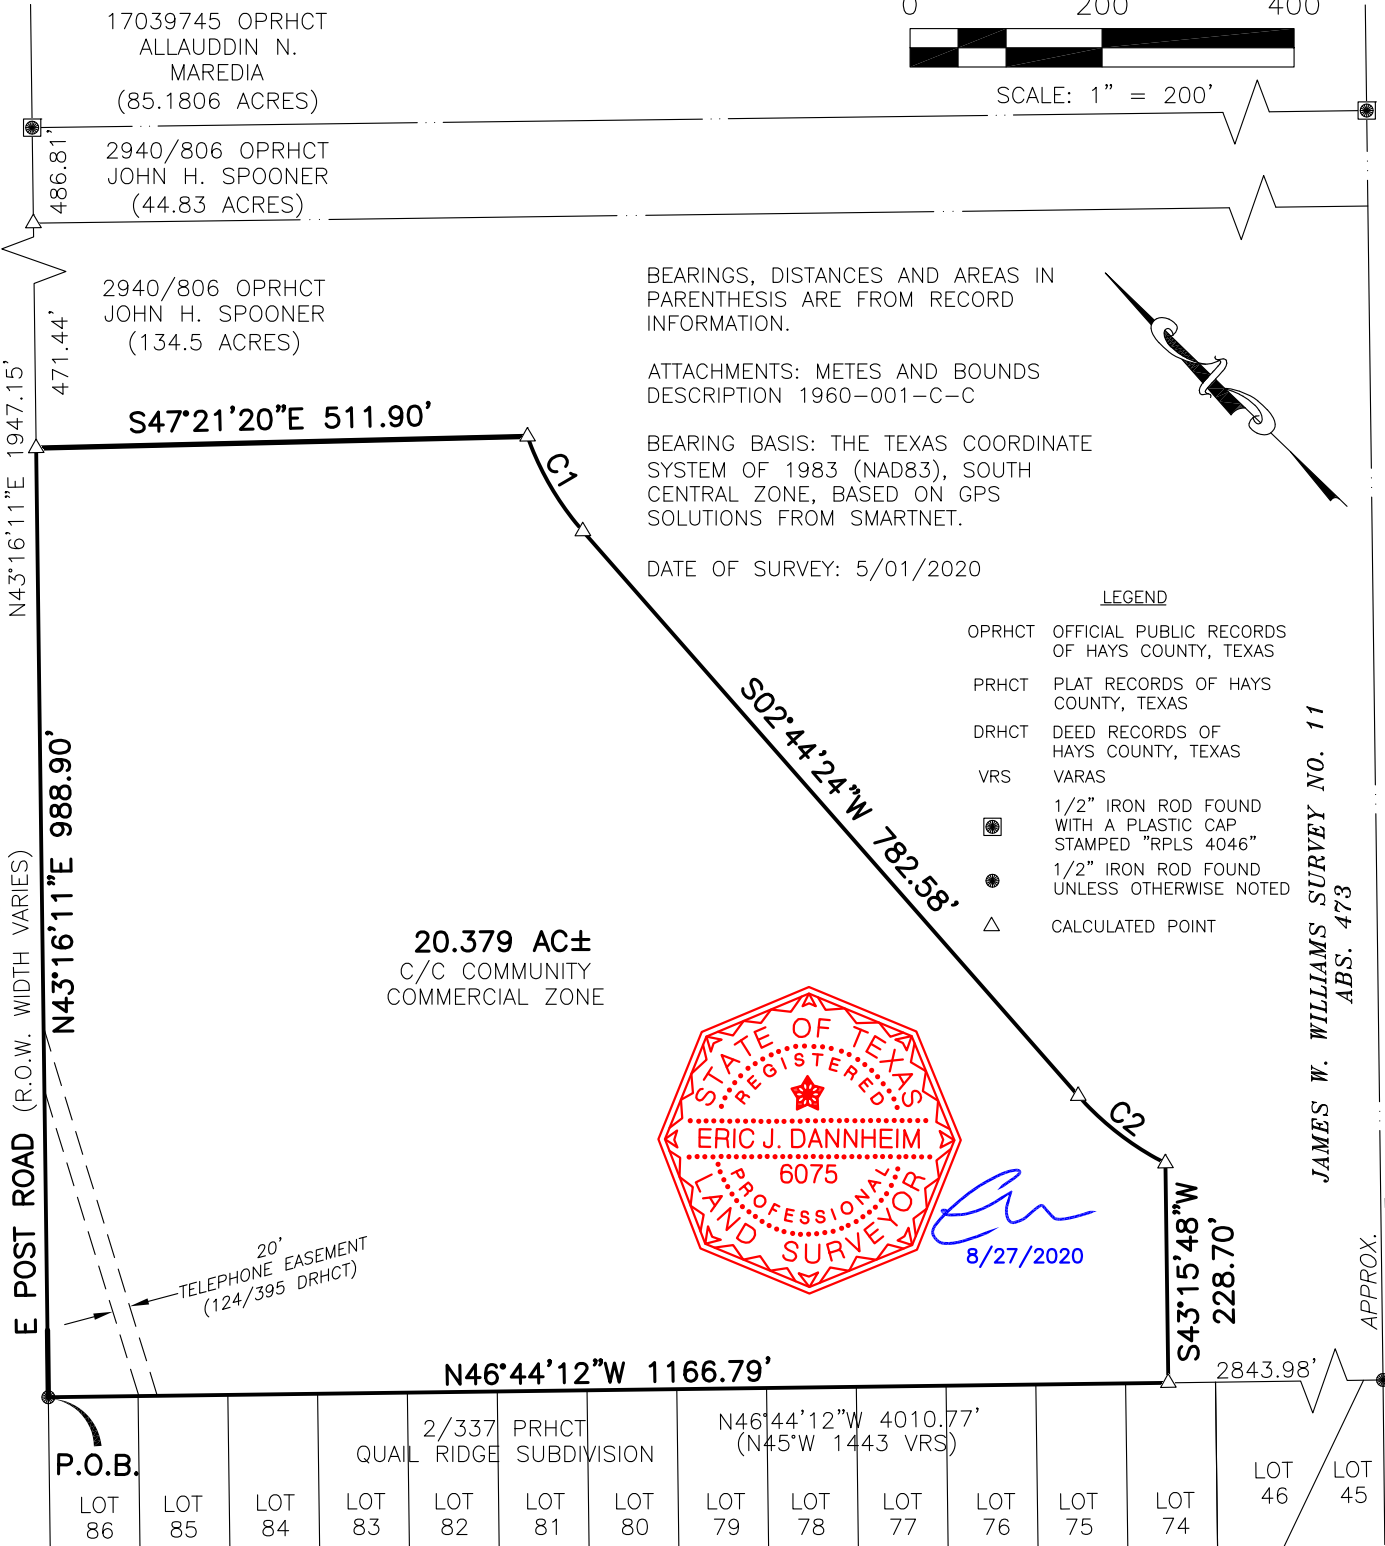 0 200 400
SCALE: 1" = 200'
17039745 OPRHCT
ALLAUDDIN N.
MAREDIA
(85.1806 ACRES)
486.81'
2940/806 OPRHCT
JOHN H. SPOONER
(44.83 ACRES)
2940/806 OPRHCT
JOHN H. SPOONER
(134.5 ACRES)
471.44'
N43°16'11"E 1947.15'
S47°21'20"E 511.90'
C1
BEARINGS, DISTANCES AND AREAS IN
PARENTHESIS ARE FROM RECORD
INFORMATION.
ATTACHMENTS: METES AND BOUNDS
DESCRIPTION 1960-001-C-C
BEARING BASIS: THE TEXAS COORDINATE
SYSTEM OF 1983 (NAD83), SOUTH
CENTRAL ZONE, BASED ON GPS
SOLUTIONS FROM SMARTNET.
DATE OF SURVEY: 5/01/2020
LEGEND
OPRHCT OFFICIAL PUBLIC RECORDS
OF HAYS COUNTY, TEXAS
PRHCT PLAT RECORDS OF HAYS
COUNTY, TEXAS
DRHCT DEED RECORDS OF
HAYS COUNTY, TEXAS
VRS VARAS
1/2" IRON ROD FOUND
WITH A PLASTIC CAP
STAMPED "RPLS 4046"
1/2" IRON ROD FOUND
UNLESS OTHERWISE NOTED
CALCULATED POINT
S02°44'24"W 782.58'
N43°16'11"E 988.90'
E POST ROAD (R.O.W. WIDTH VARIES)
20.379 AC±
C/C COMMUNITY
COMMERCIAL ZONE
JAMES W. WILLIAMS SURVEY NO. 11
ABS. 473
APPROX.
STATE OF TEXAS
REGISTERED
ERIC J. DANNHEIM
6075
PROFESSIONAL
LAND SURVEYOR
8/27/2020
C2
S43°15'48"W
228.70'
20'
TELEPHONE EASEMENT
(124/395 DRHCT)
N46°44'12"W 1166.79'
2843.98'
P.O.B.
2/337 PRHCT
QUAIL RIDGE SUBDIVISION
N46°44'12"W 4010.77'
(N45°W 1443 VRS)
LOT
86
LOT
85
LOT
84
LOT
83
LOT
82
LOT
81
LOT
80
LOT
79
LOT
78
LOT
77
LOT
76
LOT
75
LOT
74
LOT
46
LOT
45